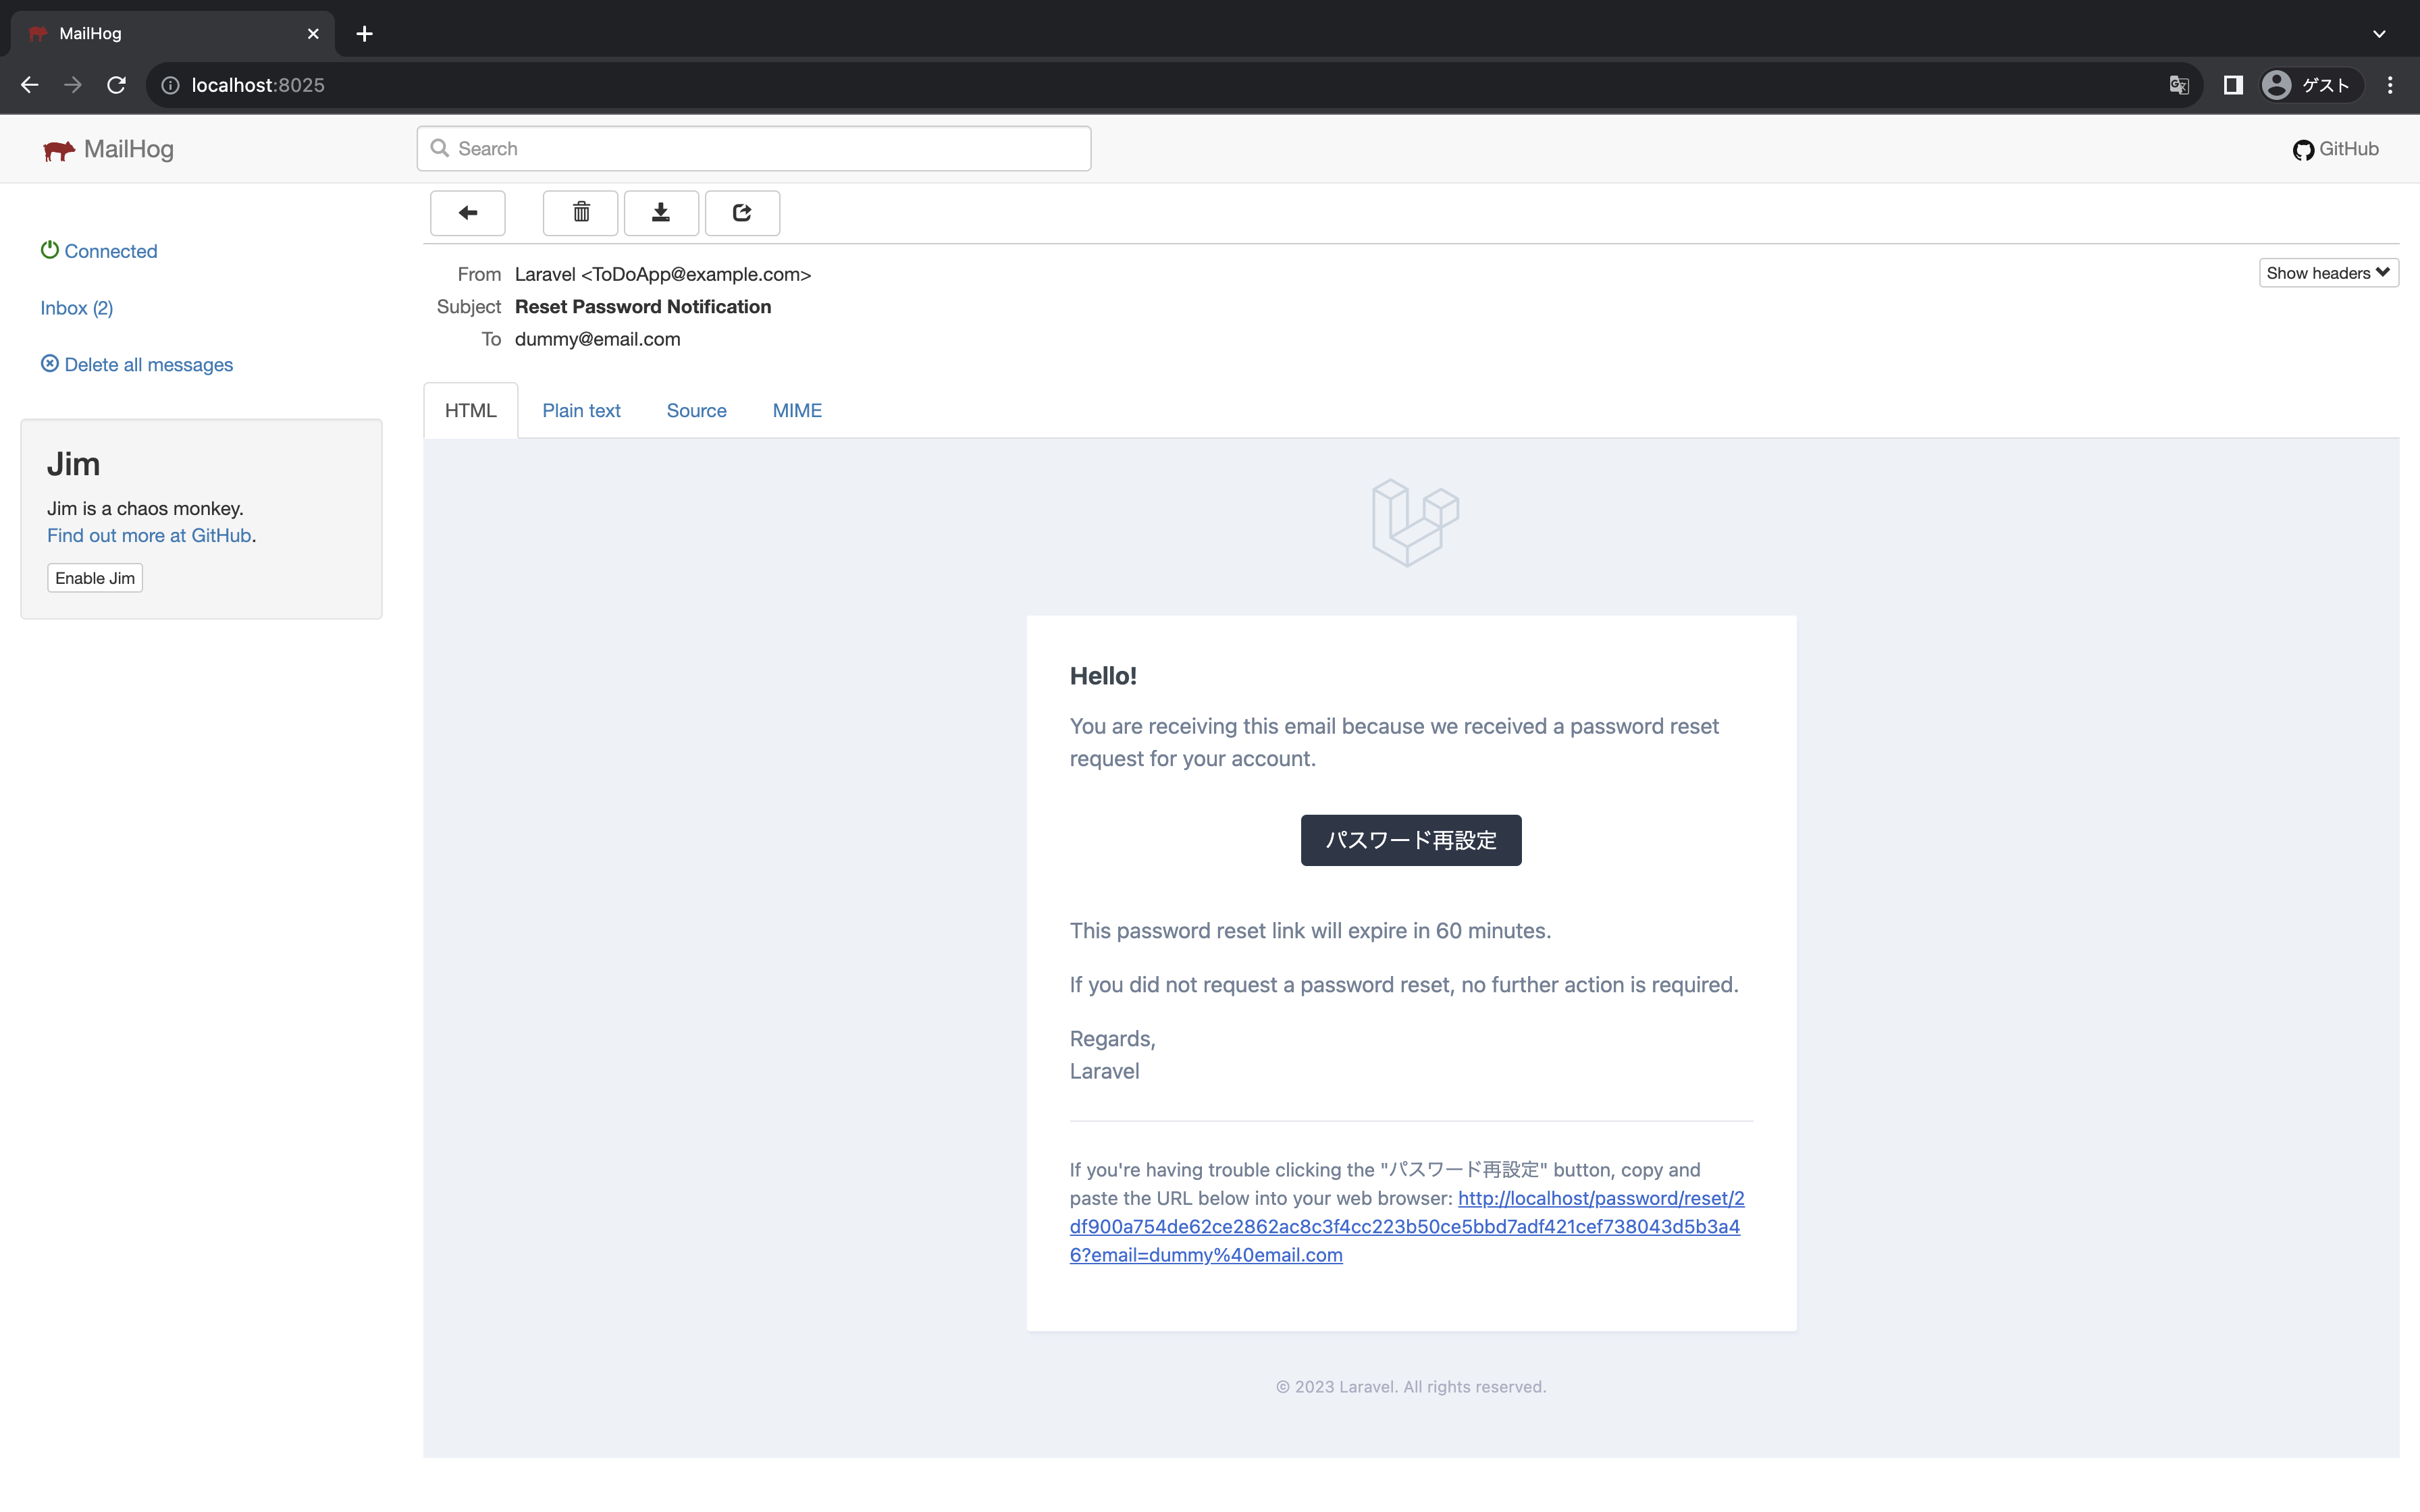 MailHog
localhost:8025
ゲスト
MailHog
Search
GitHub
Connected
Inbox (2)
Delete all messages
Jim
Jim is a chaos monkey.
Find out more at GitHub.
Enable Jim
From Laravel <ToDoApp@example.com>
Show headers
Subject Reset Password Notification
To dummy@email.com
HTML Plain text Source MIME
Hello!
You are receiving this email because we received a password reset
request for your account.
パスワード再設定
This password reset link will expire in 60 minutes.
If you did not request a password reset, no further action is required.
Regards,
Laravel
If you're having trouble clicking the "パスワード再設定" button, copy and
paste the URL below into your web browser: http://localhost/password/reset/2
df900a754de62ce2862ac8c3f4cc223b50ce5bbd7adf421cef738043d5b3a4
6?email=dummy%40email.com
© 2023 Laravel. All rights reserved.